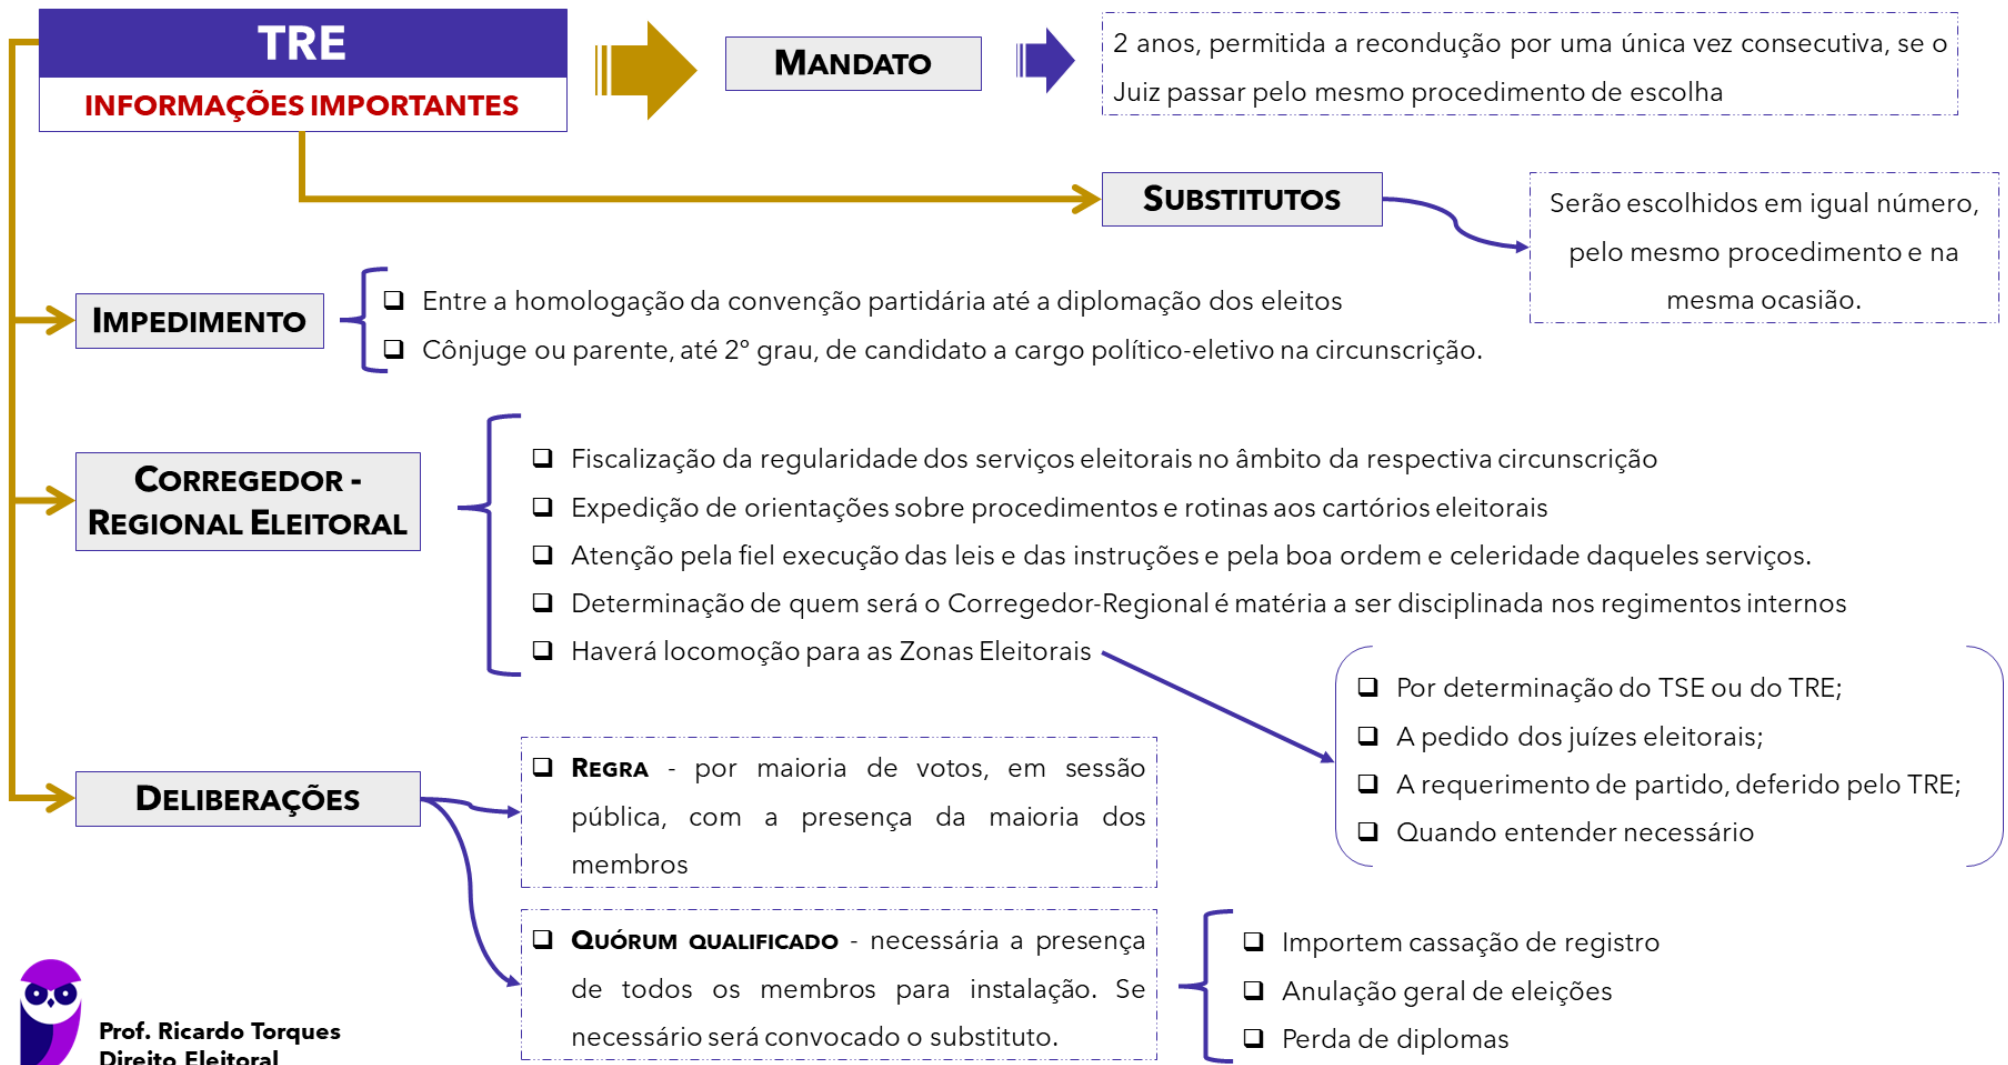 TRE
INFORMAÇÕES IMPORTANTES
MANDATO
2 anos, permitida a recondução por uma única vez consecutiva, se o
Juiz passar pelo mesmo procedimento de escolha
SUBSTITUTOS
Serão escolhidos em igual número,
pelo mesmo procedimento e na
mesma ocasião.
IMPEDIMENTO
Entre a homologação da convenção partidária até a diplomação dos eleitos
Cônjuge ou parente, até 2º grau, de candidato a cargo político-eletivo na circunscrição.
CORREGEDOR -
REGIONAL ELEITORAL
Fiscalização da regularidade dos serviços eleitorais no âmbito da respectiva circunscrição
Expedição de orientações sobre procedimentos e rotinas aos cartórios eleitorais
Atenção pela fiel execução das leis e das instruções e pela boa ordem e celeridade daqueles serviços.
Determinação de quem será o Corregedor-Regional é matéria a ser disciplinada nos regimentos internos
Haverá locomoção para as Zonas Eleitorais
Por determinação do TSE ou do TRE;
A pedido dos juízes eleitorais;
A requerimento de partido, deferido pelo TRE;
Quando entender necessário
DELIBERAÇÕES
REGRA - por maioria de votos, em sessão
pública, com a presença da maioria dos
membros
QUÓRUM QUALIFICADO - necessária a presença
de todos os membros para instalação. Se
necessário será convocado o substituto.
Importem cassação de registro
Anulação geral de eleições
Perda de diplomas
Prof. Ricardo Torques
Direito Eleitoral